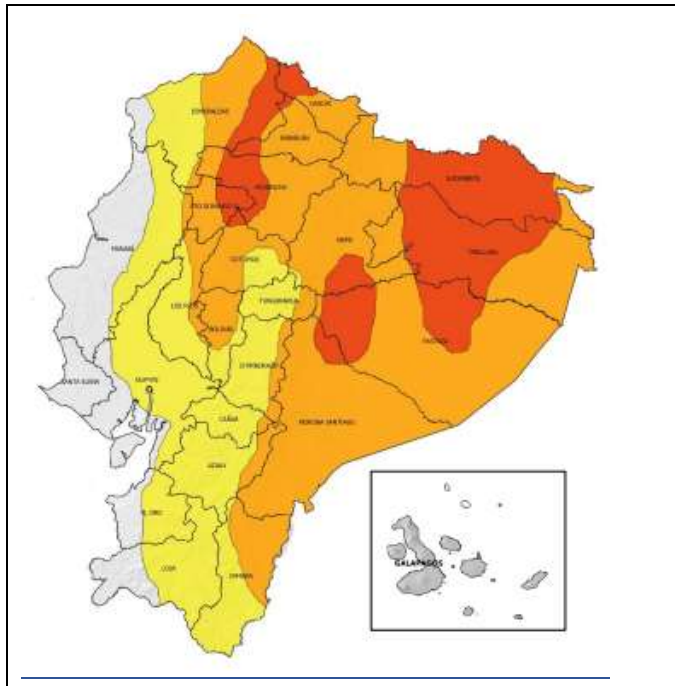 ESMERALDAS
CARCHI
IMBABURA
PICHINCHA
SUCUMBIOS
MANABI
NAPO
ORELLANA
COTOPAXI
LOS RIOS
TUNGURAHUA
BOLIVAR
PASTAZA
CHIMBORAZO
SANTA ELENA
GUAYAS
CAÑAR
MORONA SANTIAGO
AZUAY
EL ORO
LOJA
ZAMORA
GALAPAGOS